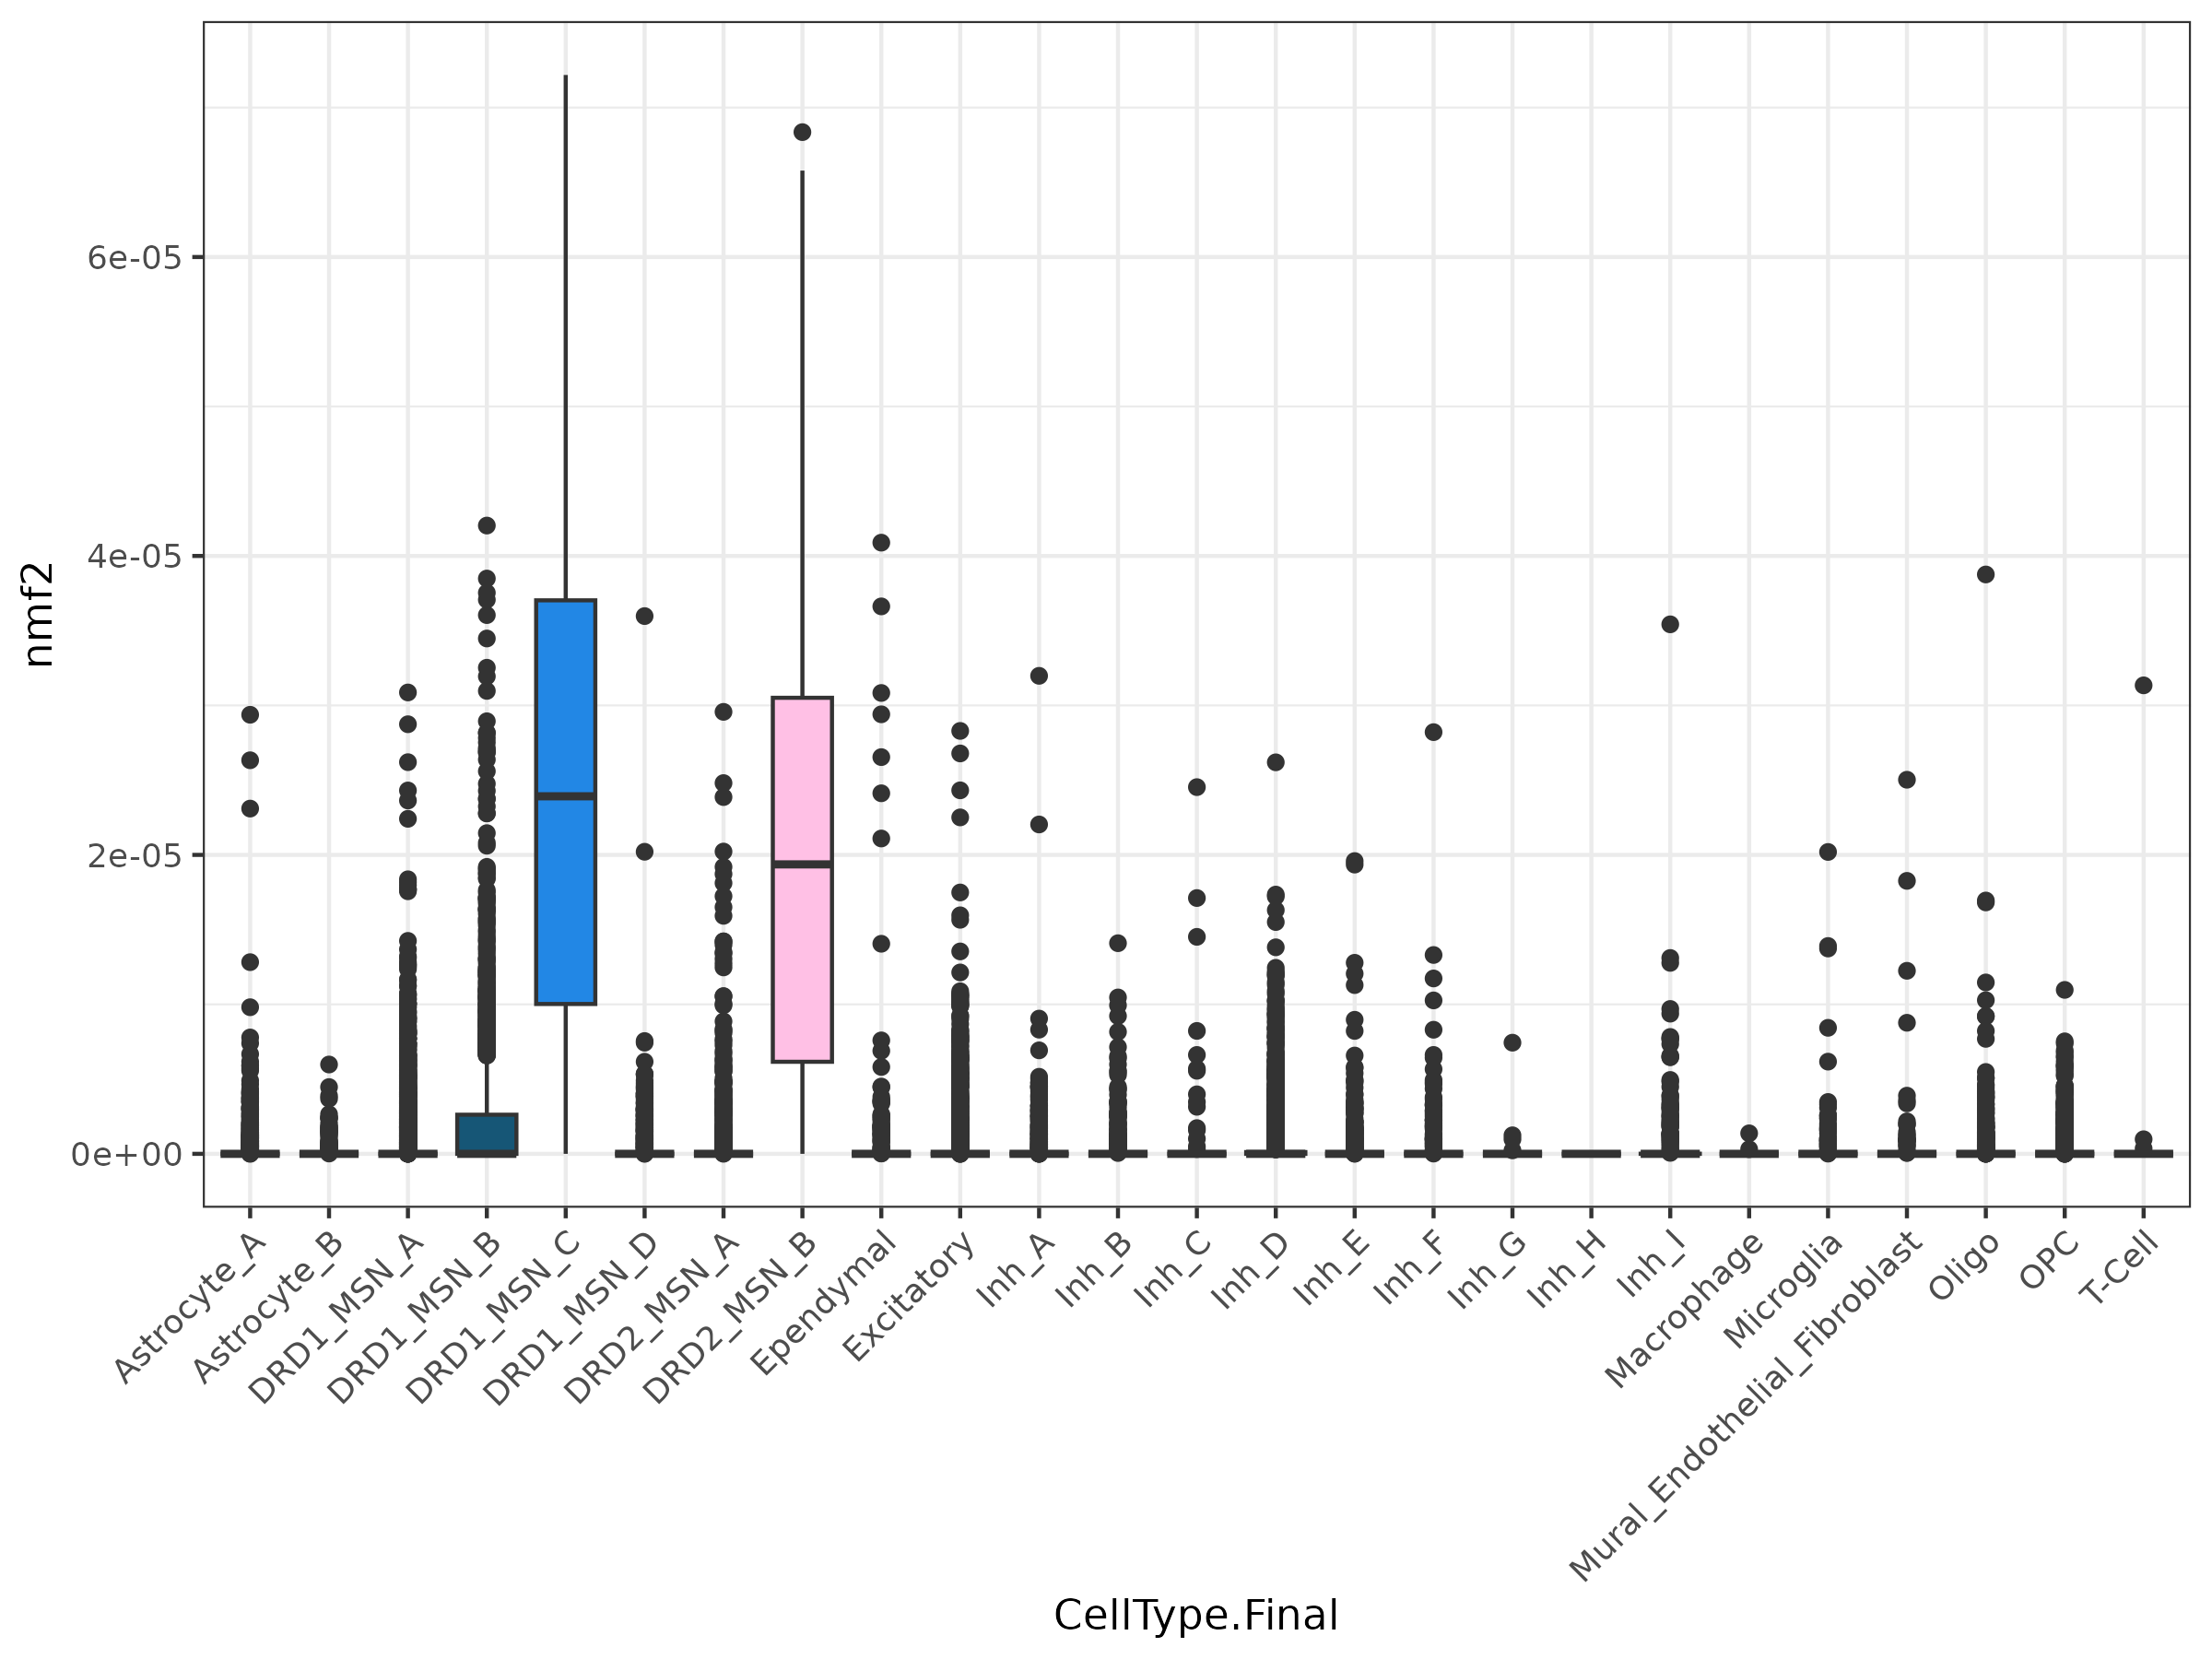 nmf2
6e-05
4e-05
2e-05
0e+00
Astrocyte_A
Astrocyte_B
DRD1_MSN_A
DRD1_MSN_B
DRD1_MSN_C
DRD1_MSN_D
DRD2_MSN_A
DRD2_MSN_B
Ependymal
Excitatory
Inh_A
Inh_B
Inh_C
Inh_D
Inh_E
Inh_F
Inh_G
Inh_H
Inh_I
Macrophage
Microglia
Mural_Endothelial_Fibroblast
Oligo
OPC
T-Cell
CellType.Final